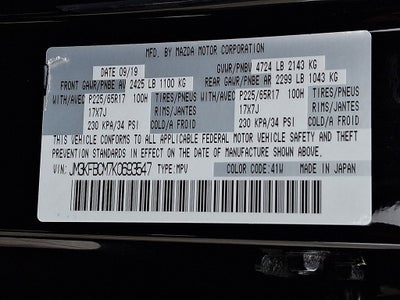 MFD. BY MAZDA MOTOR CORPORATION
DATE 09/19 GVWR/PNBV 4724 LB 2143 KG
FRONT GAWR/PNBE AV 2425 LB 1100 KG REAR GAWR/PNBE AR 2299 LB 1043 KG
WITH/AVEC P225/65R17 100H TIRES/PNEUS WITH/AVEC P225/65R17 100H TIRES/PNEUS
17X7J RIMS/JANTES 17X7J RIMS/JANTES
230 KPA/34 PSI COLD/A FROID 230 KPA/34 PSI COLD/A FROID
THIS VEHICLE CONFORMS TO ALL APPLICABLE FEDERAL MOTOR VEHICLE SAFETY AND THEFT
PREVENTION STANDARDS IN EFFECT ON THE DATE OF MANUFACTURE SHOWN ABOVE.
VIN: JM3KFBCM7K0693547 TYPE:MPV COLOR CODE:41W MADE IN JAPAN